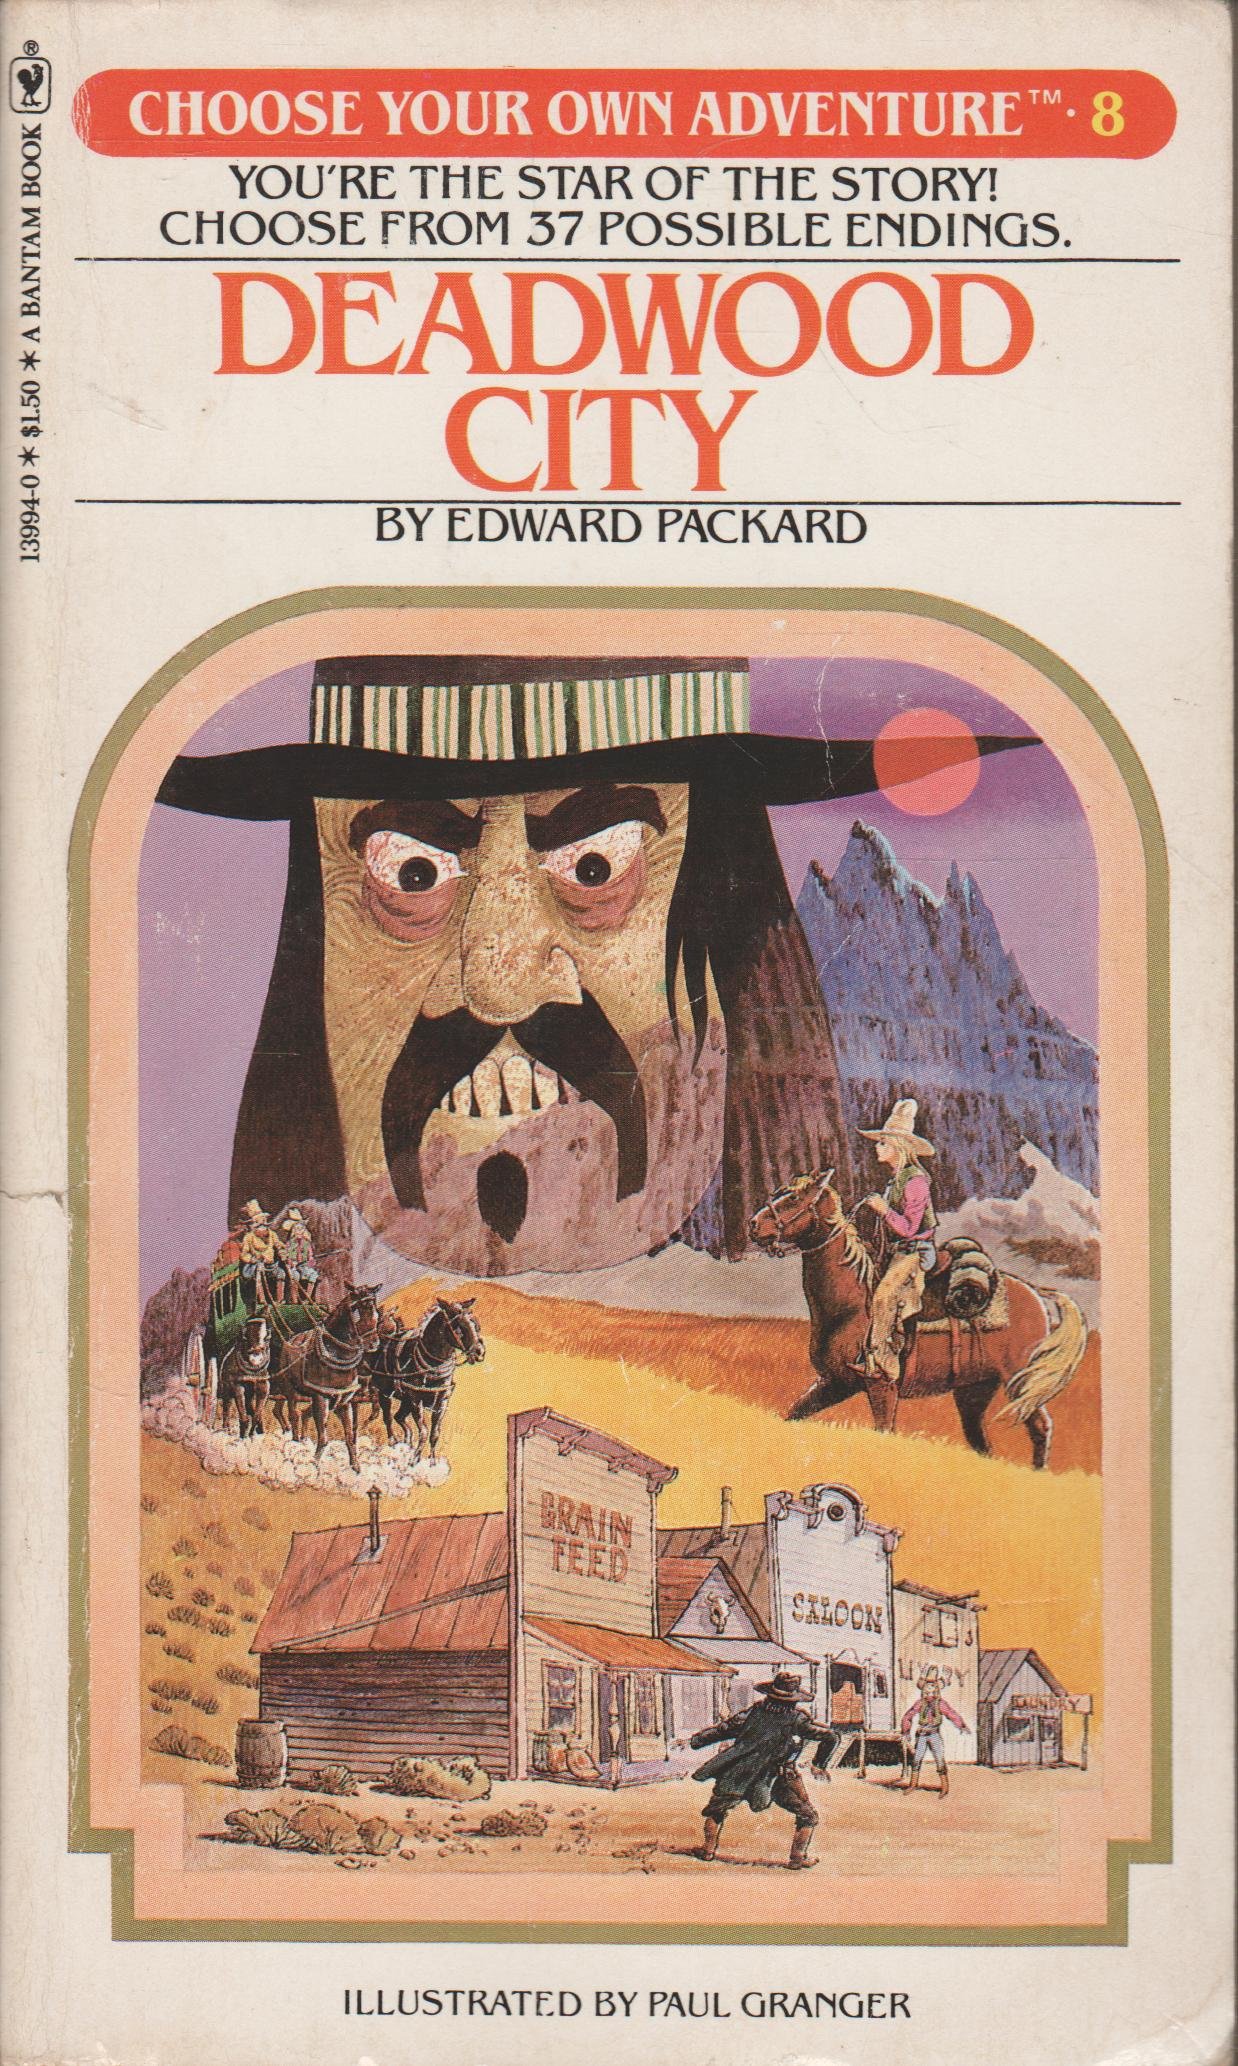 ®
13994-0 * $1.50 * A BANTAM BOOK
CHOOSE YOUR OWN ADVENTURE™ · 8
YOU'RE THE STAR OF THE STORY!
CHOOSE FROM 37 POSSIBLE ENDINGS.
DEADWOOD
CITY
BY EDWARD PACKARD
GRAIN
FEED
SALOON
LAUNDRY
ILLUSTRATED BY PAUL GRANGER